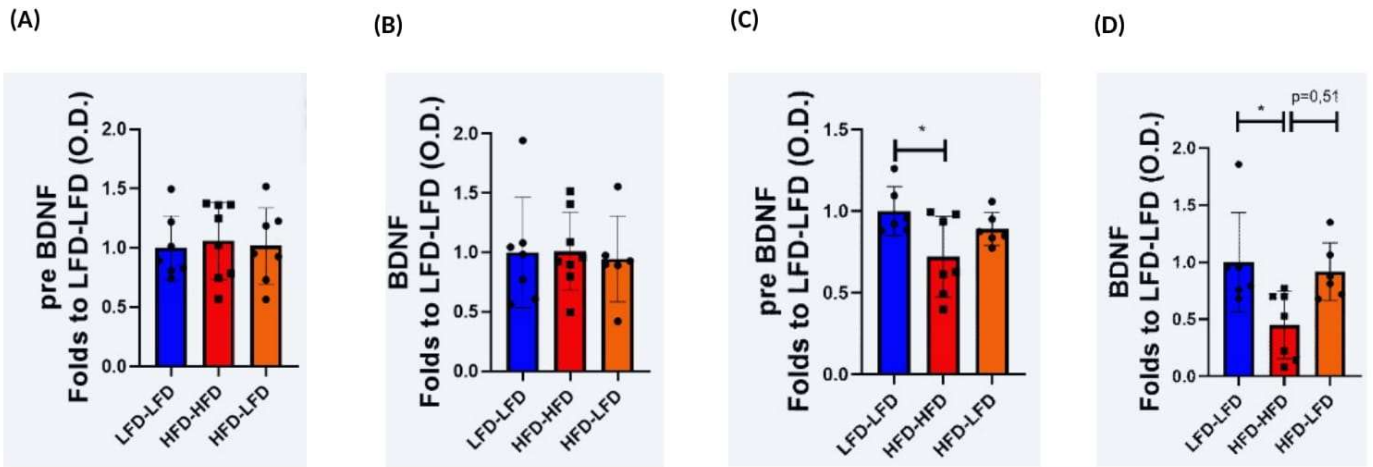 (A)
pre BDNF
Folds to LFD-LFD (O.D.)
2.0
1.5
1.0
0.5
0.0
LFD-LFD
HFD-HFD
HFD-LFD
(B)
BDNF
Folds to LFD-LFD (O.D.)
2.0
1.5
1.0
0.5
0.0
LFD-LFD
HFD-HFD
HFD-LFD
(C)
pre BDNF
Folds to LFD-LFD (O.D.)
1.5
1.0
0.5
0.0
*
LFD-LFD
HFD-HFD
HFD-LFD
(D)
BDNF
Folds to LFD-LFD (O.D.)
* p=0,51
2.0
1.5
1.0
0.5
0.0
LFD-LFD
HFD-HFD
HFD-LFD